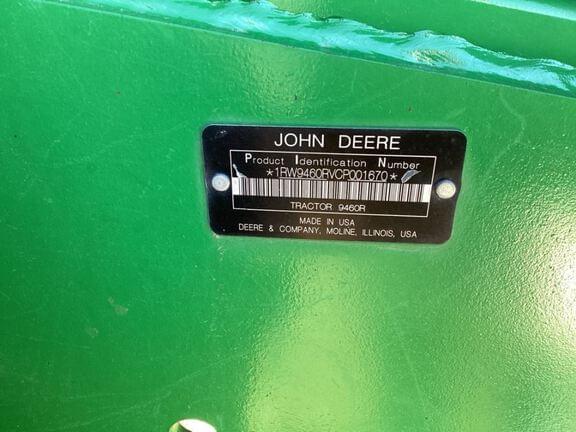 JOHN DEERE
Product Identification Number
*1RW9460RVCP001670*
TRACTOR 9460R
MADE IN USA
DEERE & COMPANY, MOLINE, ILLINOIS, USA